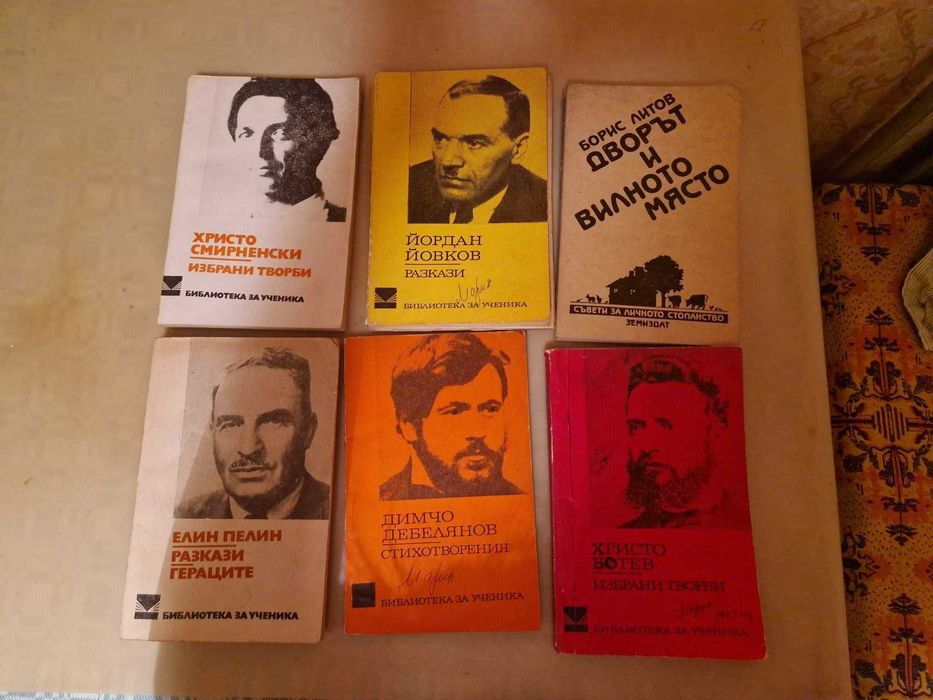 ХРИСТО
СМИРНЕНСКИ
ИЗБРАНИ ТВОРБИ
БИБЛИОТЕКА ЗА УЧЕНИКА
ЙОРДАН
ЙОВКОВ
РАЗКАЗИ
БИБЛИОТЕКА ЗА УЧЕНИКА
БОРИС ЛИТОВ
ДВОРЪТ
И
ВИЛНОТО
МЯСТО
СЪВЕТИ ЗА ЛИЧНОТО СТОПАНСТВО
ЗЕМИЗДАТ
ЕЛИН ПЕЛИН
РАЗКАЗИ
ГЕРАЦИТЕ
БИБЛИОТЕКА ЗА УЧЕНИКА
ДИМЧО
ДЕБЕЛЯНОВ
СТИХОТВОРЕНИЯ
БИБЛИОТЕКА ЗА УЧЕНИКА
ХРИСТО
БОТЕВ
ИЗБРАНИ ТВОРБИ
БИБЛИОТЕКА ЗА УЧЕНИКА